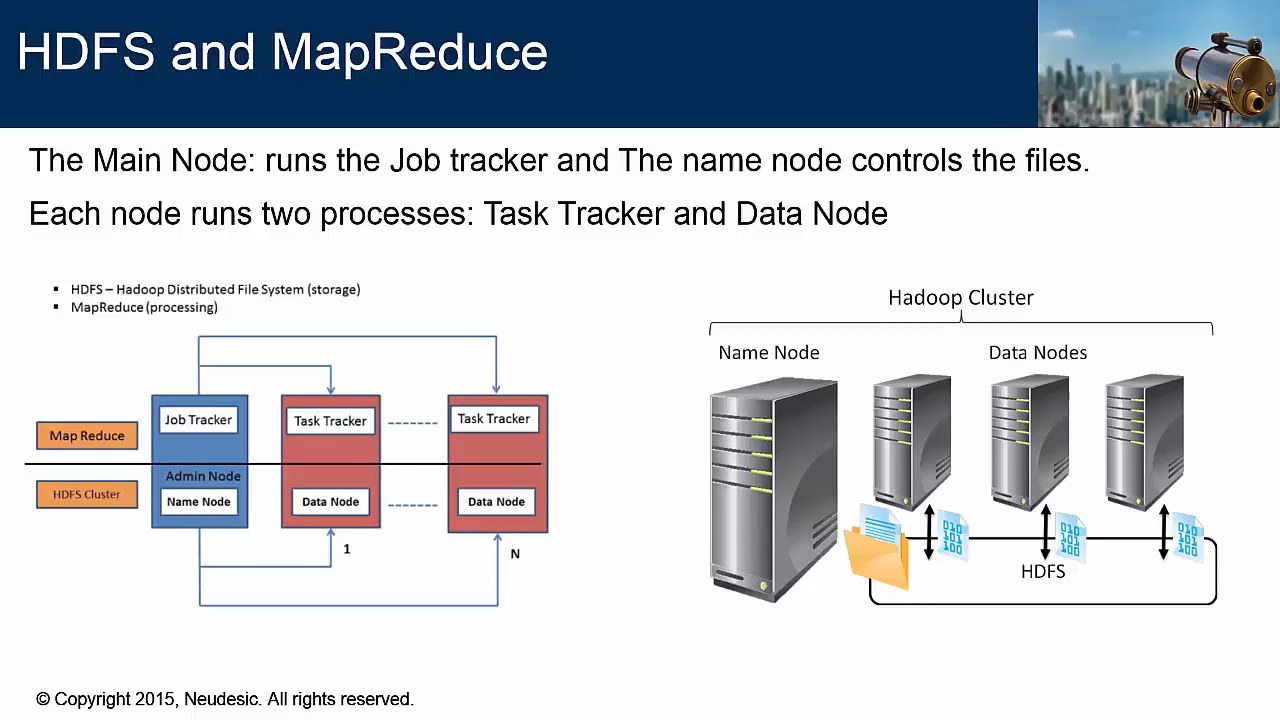 HDFS and MapReduce
The Main Node: runs the Job tracker and The name node controls the files.
Each node runs two processes: Task Tracker and Data Node
▪ HDFS – Hadoop Distributed File System (storage)
▪ MapReduce (processing)
Job Tracker
Task Tracker
Task Tracker
Map Reduce
Admin Node
HDFS Cluster
Name Node
Data Node
Data Node
1
N
Hadoop Cluster
Name Node
Data Nodes
010
101
100
010
101
100
010
101
100
HDFS
© Copyright 2015, Neudesic. All rights reserved.